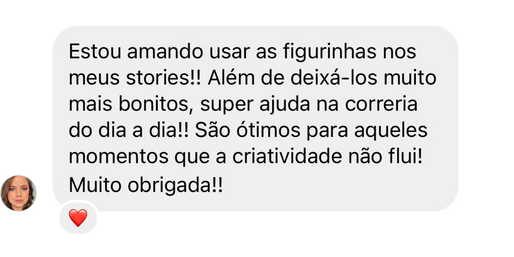 Estou amando usar as figurinhas nos
meus stories!! Além de deixá-los muito
mais bonitos, super ajuda na correria
do dia a dia!! São ótimos para aqueles
momentos que a criatividade não flui!
Muito obrigada!!